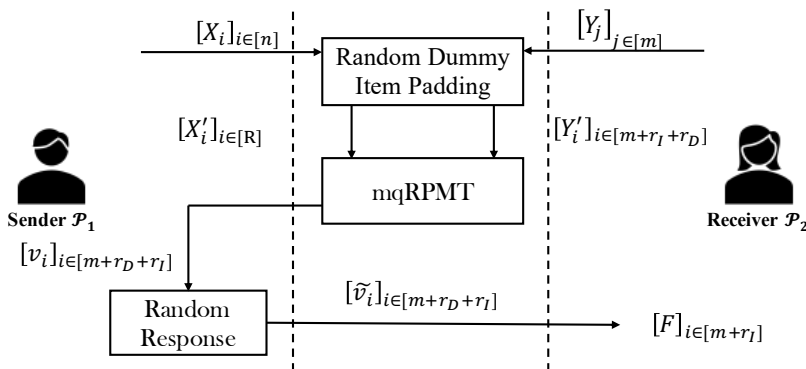 [X_i]_{i∈[n]}
[Y_j]_{j∈[m]}
Random Dummy
Item Padding
[X'_i]_{i∈[R]}
[Y'_i]_{i∈[m+r_I+r_D]}
mqRPMT
Sender 𝒫_1
Receiver 𝒫_2
[v_i]_{i∈[m+r_D+r_I]}
Random
Response
[ṽ_i]_{i∈[m+r_D+r_I]}
[F]_{i∈[m+r_I]}